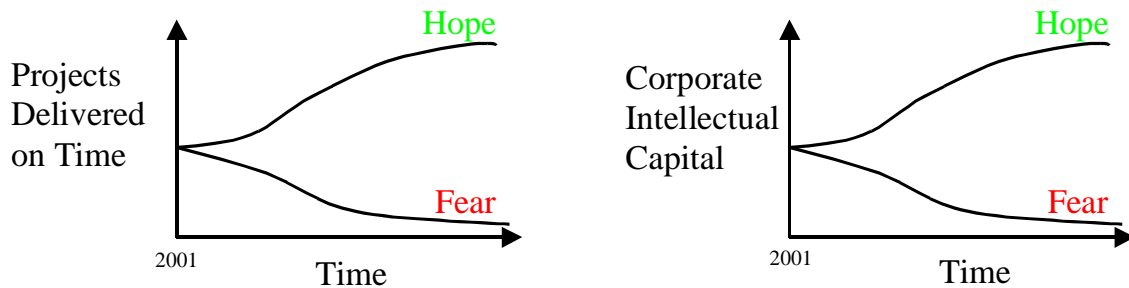 Hope
Projects
Delivered
on Time
Fear
2001
Time
Hope
Corporate
Intellectual
Capital
Fear
2001
Time